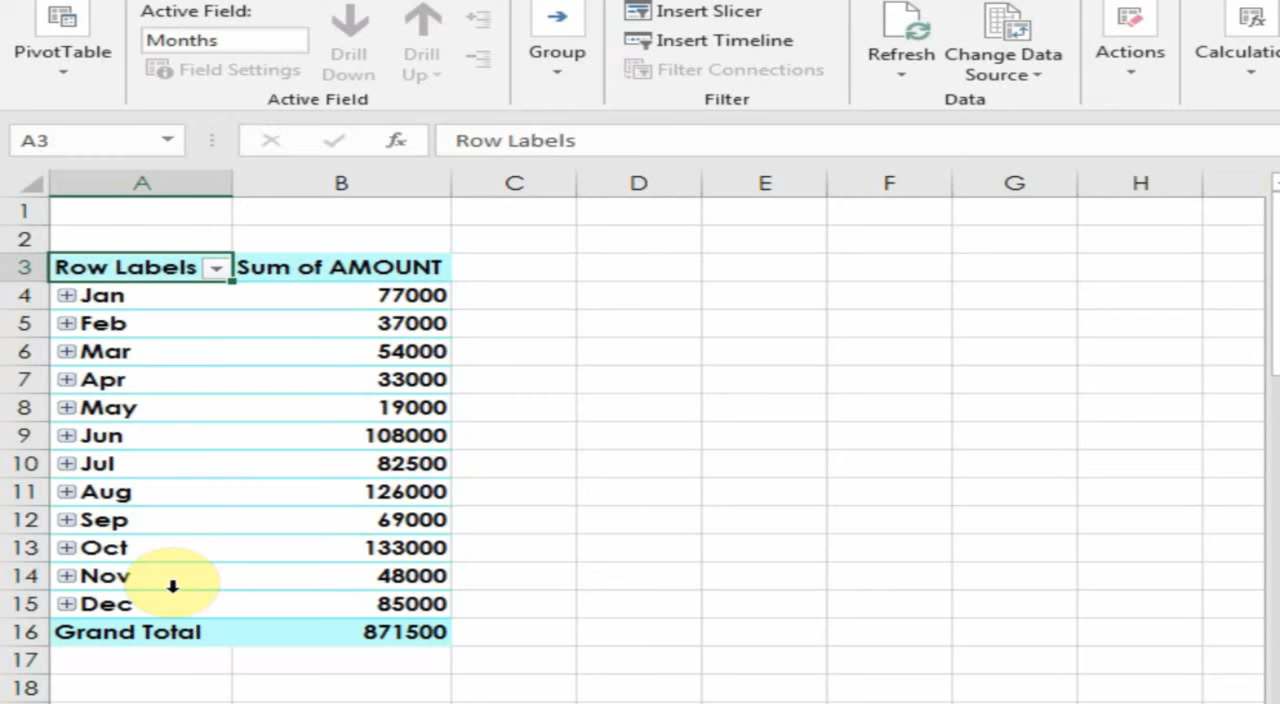 Active Field:
Months
PivotTable
Field Settings
Drill
Down
Drill
Up
Active Field
Group
Insert Slicer
Insert Timeline
Filter Connections
Filter
Refresh
Change Data
Source
Data
Actions
A3
fx
Row Labels
A B C D E F G H
1
2
3 Row Labels Sum of AMOUNT
4 Jan 77000
5 Feb 37000
6 Mar 54000
7 Apr 33000
8 May 19000
9 Jun 108000
10 Jul 82500
11 Aug 126000
12 Sep 69000
13 Oct 133000
14 Nov 48000
15 Dec 85000
16 Grand Total 871500
17
18